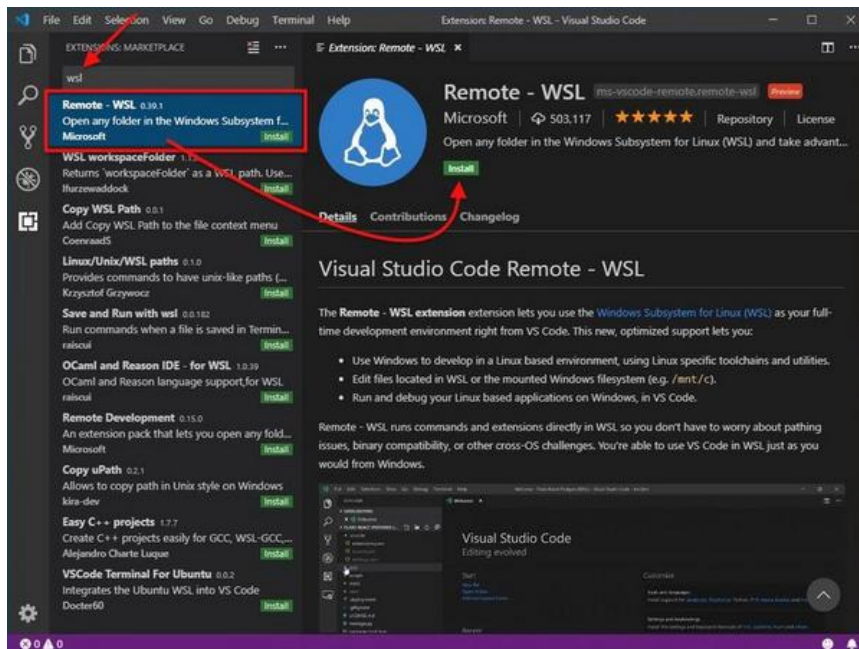 File Edit Selection View Go Debug Terminal Help
Extension: Remote - WSL - Visual Studio Code
EXTENSIONS: MARKETPLACE
wsl
Remote - WSL 0.39.1
Open any folder in the Windows Subsystem f...
Microsoft Install
WSL workspaceFolder
Returns `workspaceFolder` as a WSL path. Use...
lfurzewaddock Install
Copy WSL Path 0.0.1
Add Copy WSL Path to the file context menu
CoenraadS Install
Linux/Unix/WSL paths 0.1.0
Provides commands to have unix-like paths (...
Krzysztof Grzywocz Install
Save and Run with wsl 0.0.182
Run commands when a file is saved in Termin...
raiscui Install
OCaml and Reason IDE - for WSL 1.0.39
OCaml and Reason language support,for WSL
raiscui Install
Remote Development 0.15.0
An extension pack that lets you open any fold...
Microsoft Install
Copy uPath 0.2.1
Allows to copy path in Unix style on Windows
kira-dev Install
Easy C++ projects 1.7.7
Create C++ projects easily for GCC, WSL-GCC,...
Alejandro Charte Luque Install
VSCode Terminal For Ubuntu 0.0.2
Integrates the Ubuntu WSL into VS Code
Docter60 Install
0 0
Extension: Remote - WSL
Remote - WSL ms-vscode-remote.remote-wsl Preview
Microsoft 503.117 Repository License
Open any folder in the Windows Subsystem for Linux (WSL) and take advant...
Install
Details Contributions Changelog
Visual Studio Code Remote - WSL
The Remote - WSL extension extension lets you use the Windows Subsystem for Linux (WSL) as your full-
time development environment right from VS Code. This new, optimized support lets you:
• Use Windows to develop in a Linux based environment, using Linux specific toolchains and utilities.
• Edit files located in WSL or the mounted Windows filesystem (e.g. /mnt/c).
• Run and debug your Linux based applications on Windows, in VS Code.
Remote - WSL runs commands and extensions directly in WSL so you don't have to worry about pathing
issues, binary compatibility, or other cross-OS challenges. You're able to use VS Code in WSL just as you
would from Windows.
Visual Studio Code
Editing evolved
Start
Customize
Recent